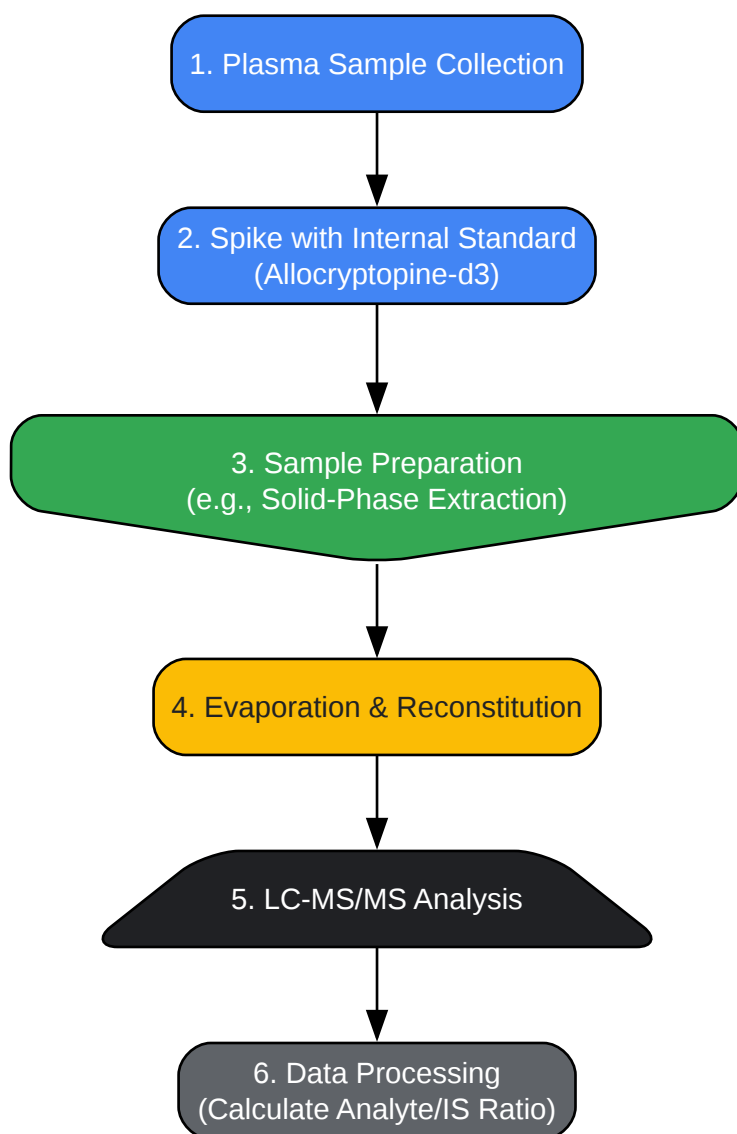 1. Plasma Sample Collection
2. Spike with Internal Standard
(Allocryptopine-d3)
3. Sample Preparation
(e.g., Solid-Phase Extraction)
4. Evaporation & Reconstitution
5. LC-MS/MS Analysis
6. Data Processing
(Calculate Analyte/IS Ratio)